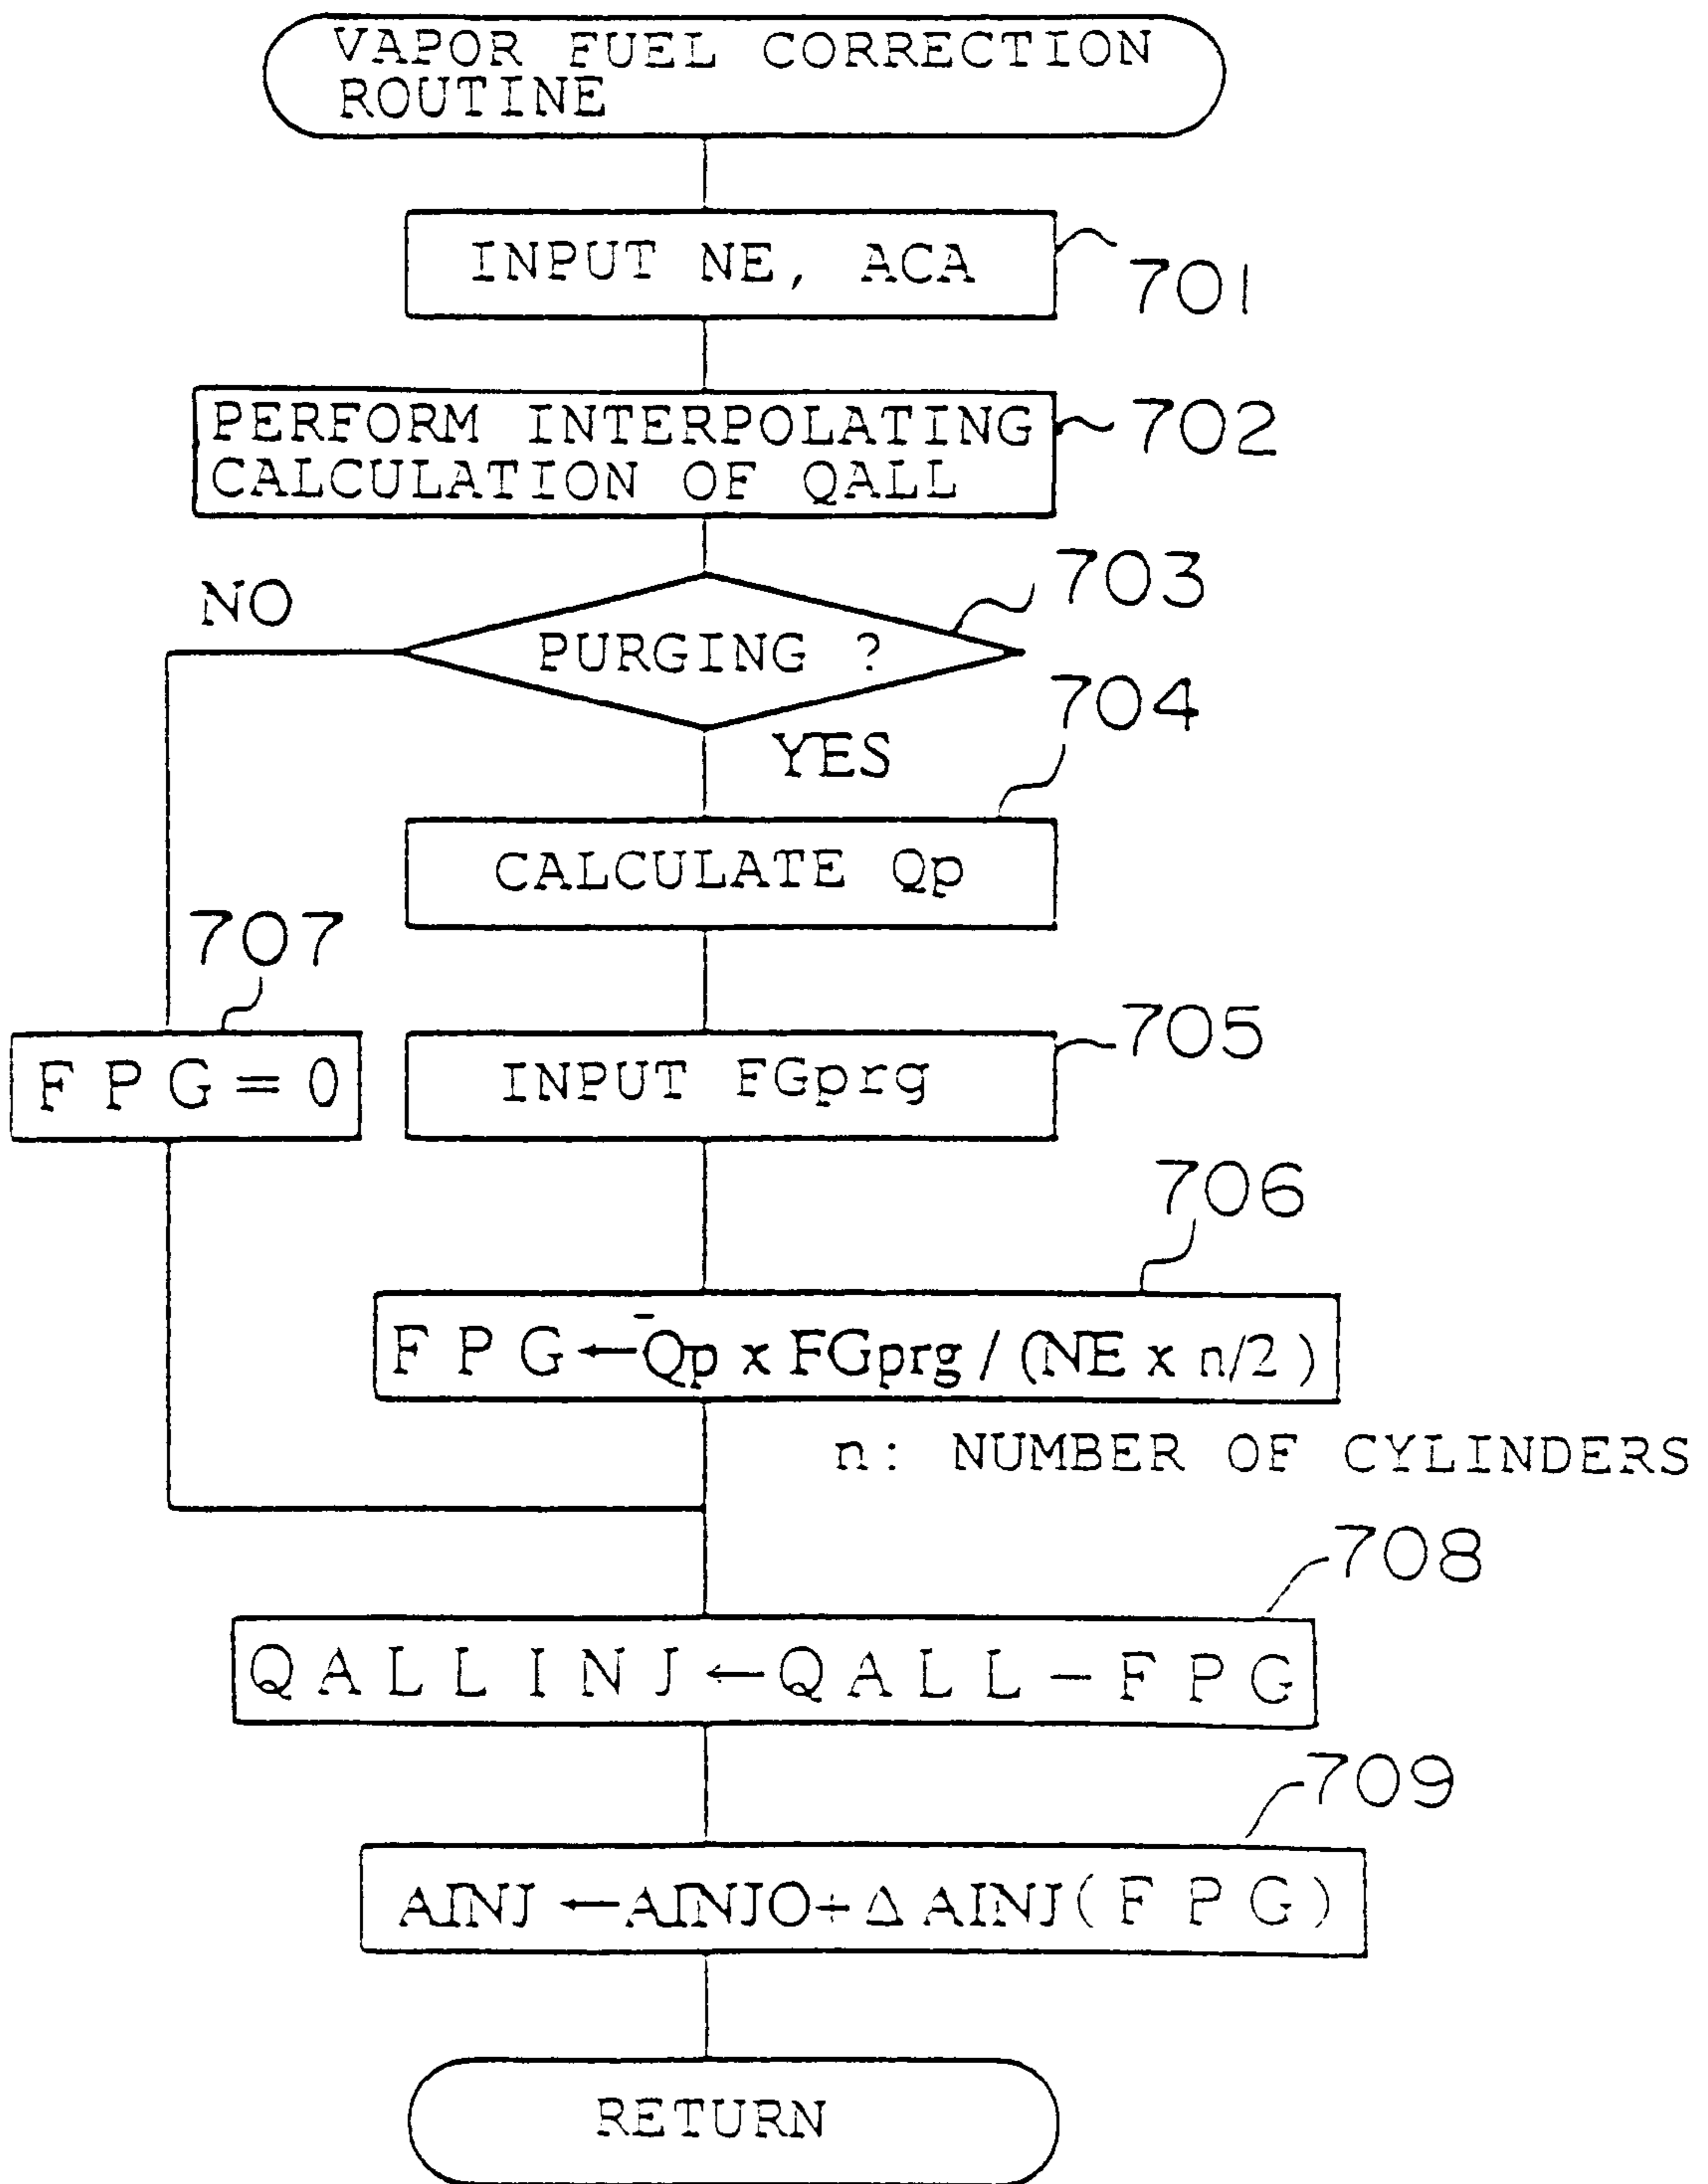 VAPOR FUEL CORRECTION
ROUTINE
INPUT NE, ACA
701
PERFORM INTERPOLATING
CALCULATION OF QALL
702
703
NO
PURGING ?
704
YES
CALCULATE Qp
707
705
FPG=0
INPUT FGprg
706
FPG←Qp x FGprg / (NE x n/2)
n: NUMBER OF CYLINDERS
708
QALLINJ←QALL-FPG
709
AINJ←AINJO+Δ AINJ(FPG)
RETURN